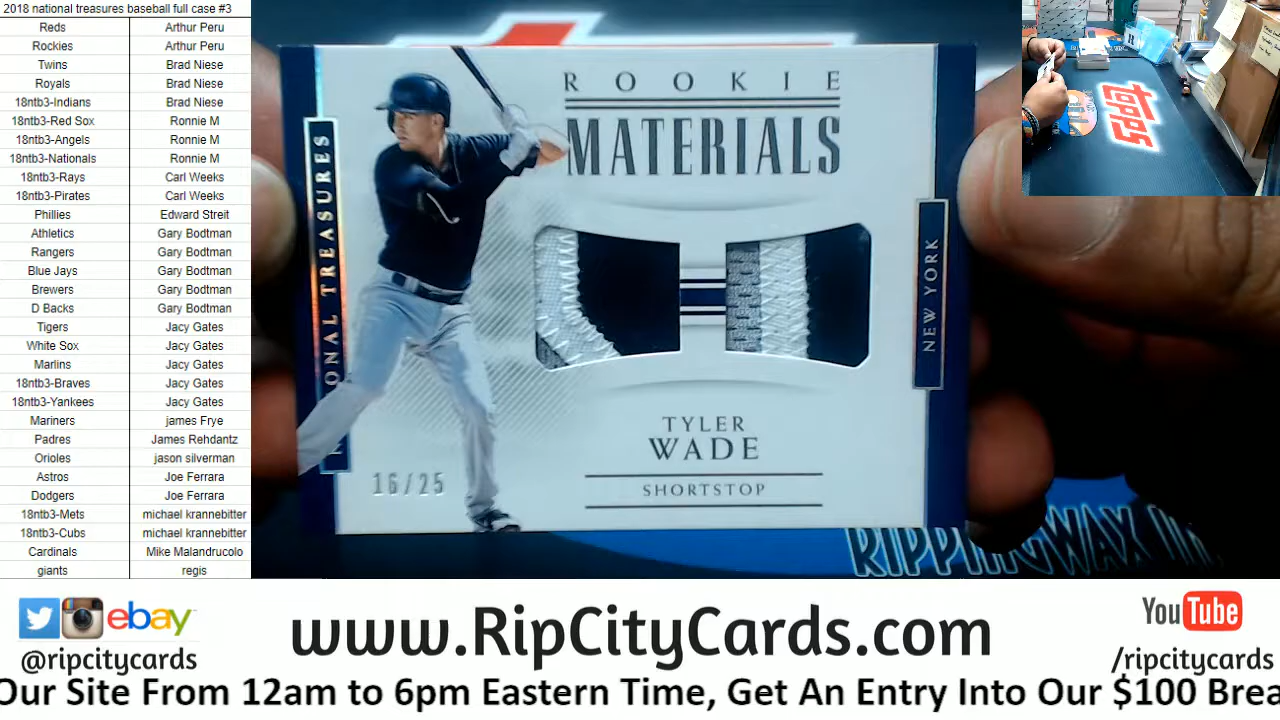 2018 national treasures baseball full case #3
Reds Arthur Peru
Rockies Arthur Peru
Twins Brad Niese
Royals Brad Niese
18ntb3-Indians Brad Niese
18ntb3-Red Sox Ronnie M
18ntb3-Angels Ronnie M
18ntb3-Nationals Ronnie M
18ntb3-Rays Carl Weeks
18ntb3-Pirates Carl Weeks
Phillies Edward Streit
Athletics Gary Bodtman
Rangers Gary Bodtman
Blue Jays Gary Bodtman
Brewers Gary Bodtman
D Backs Gary Bodtman
Tigers Jacy Gates
White Sox Jacy Gates
Marlins Jacy Gates
18ntb3-Braves Jacy Gates
18ntb3-Yankees Jacy Gates
Mariners james Frye
Padres James Rehdantz
Orioles jason silverman
Astros Joe Ferrara
Dodgers Joe Ferrara
18ntb3-Mets michael krannebitter
18ntb3-Cubs michael krannebitter
Cardinals Mike Malandrucolo
giants regis
ROOKIE
MATERIALS
TREASURES
NEW YORK
TYLER
WADE
SHORTSTOP
16/25
topps
RIPPINGWAX
ebay
@ripcitycards
www.RipCityCards.com
YouTube
/ripcitycards
Our Site From 12am to 6pm Eastern Time, Get An Entry Into Our $100 Brea